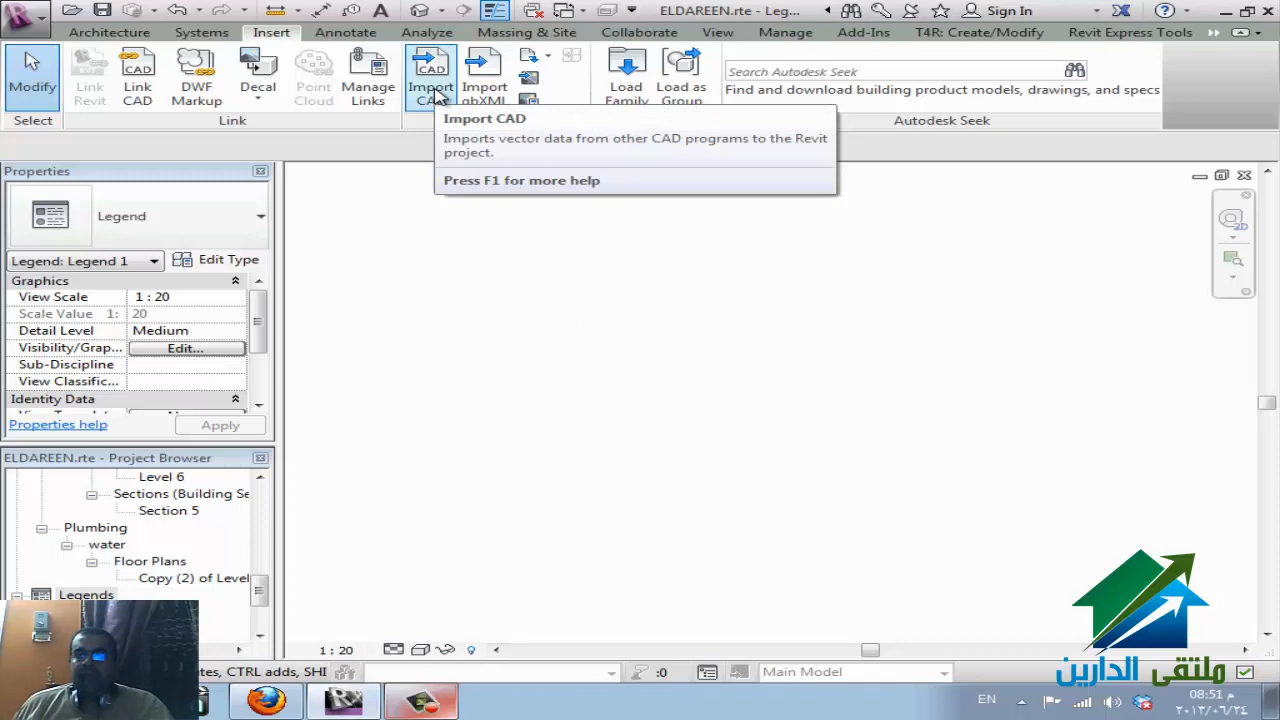 ELDAREEN.rte - Leg...
Sign In
Architecture
Systems
Insert
Annotate
Analyze
Massing & Site
Collaborate
View
Manage
Add-Ins
T4R: Create/Modify
Revit Express Tools
Modify
Link Revit
Link CAD
DWF Markup
Decal
Point Cloud
Manage Links
Import CAD
Import gbXML
Load Family
Load as Group
Search Autodesk Seek
Find and download building product models, drawings, and specs
Select
Link
Autodesk Seek
Import CAD
Imports vector data from other CAD programs to the Revit
project.
Press F1 for more help
Properties
Legend
Legend: Legend 1
Edit Type
Graphics
View Scale 1 : 20
Scale Value 1: 20
Detail Level Medium
Visibility/Grap... Edit...
Sub-Discipline
View Classific...
Identity Data
Properties help
Apply
ELDAREEN.rte - Project Browser
Level 6
Sections (Building Se
Section 5
Plumbing
water
Floor Plans
Copy (2) of Level
Legends
1 : 20
otes, CTRL adds, SHI
:0
Main Model
ملتقى الدارين
EN
08:51 م
٢٠١٣/٠٦/٢٤